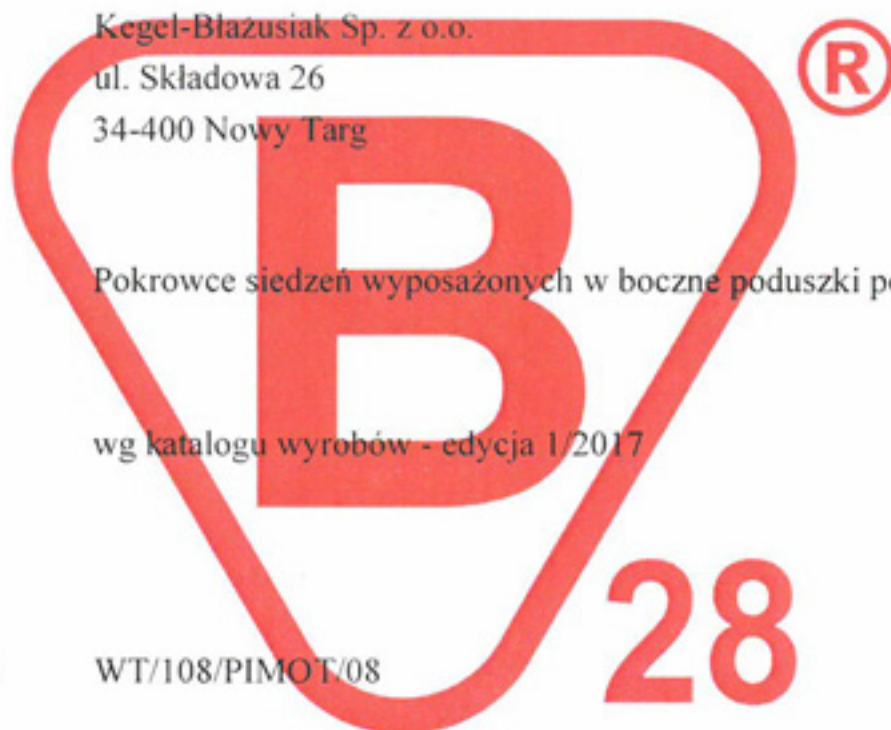 Kegel-Błażusiak Sp. z o.o.
ul. Składowa 26
34-400 Nowy Targ
®
B
Pokrowce siedzeń wyposażonych w boczne poduszki
wg katalogu wyrobów - edycja 1/2017
28
WT/108/PIMOT/08